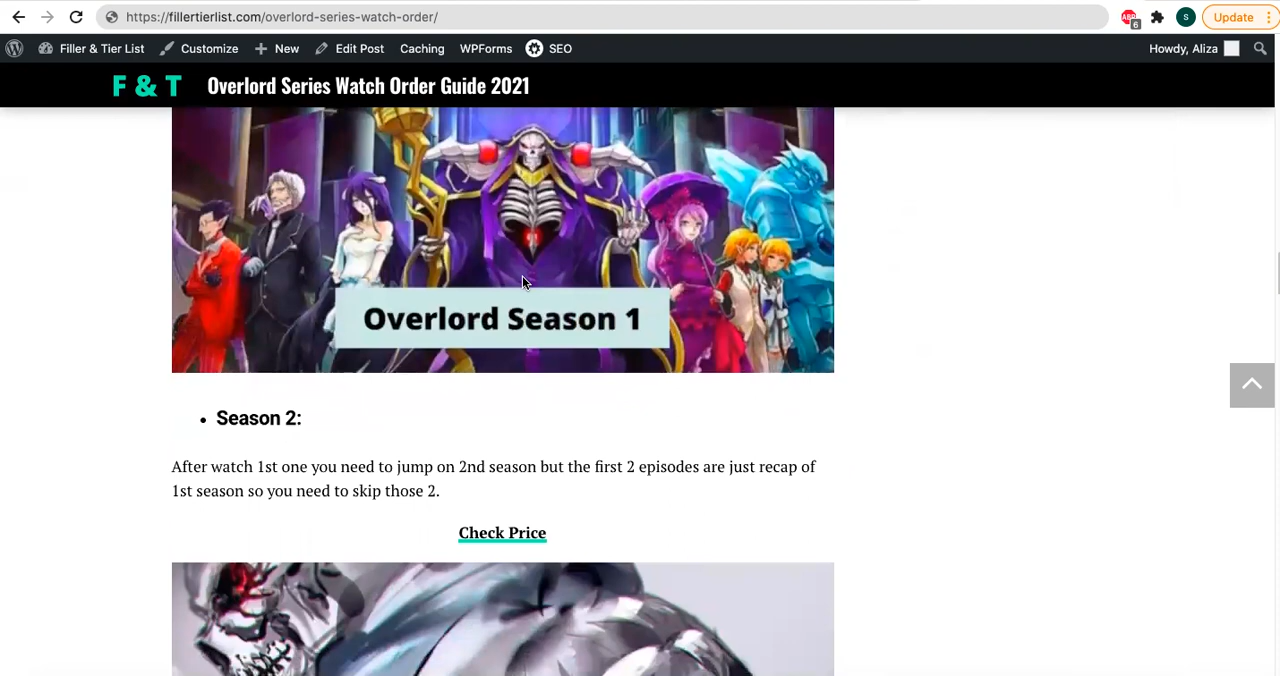 https://fillertierlist.com/overlord-series-watch-order/
6
S
Update
Filler & Tier List
Customize
New
Edit Post
Caching
WPForms
SEO
Howdy, Aliza
F & T
Overlord Series Watch Order Guide 2021
Overlord Season 1
• Season 2:
After watch 1st one you need to jump on 2nd season but the first 2 episodes are just recap of
1st season so you need to skip those 2.
Check Price